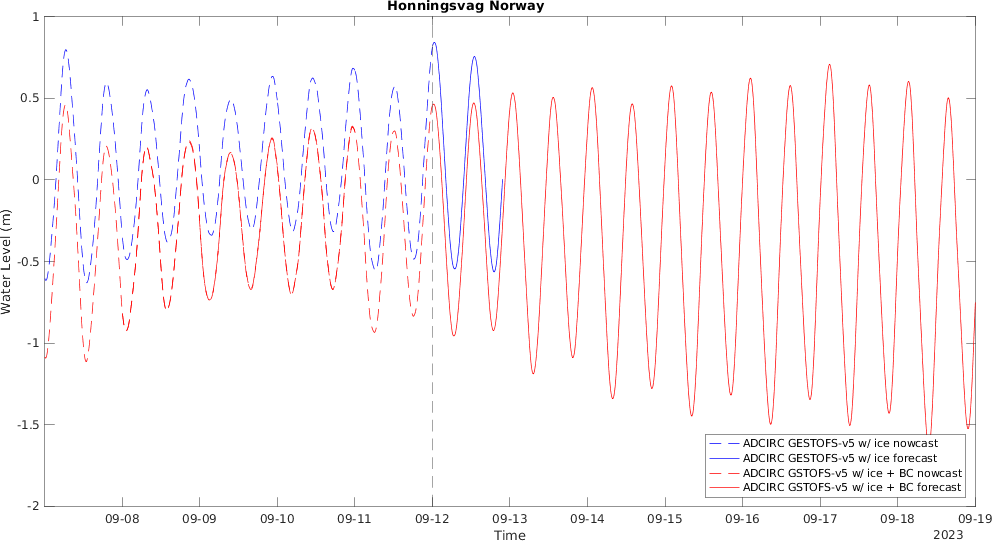 Honningsvag Norway
1
0.5
0
-0.5
-1
-1.5
-2
Water Level (m)
09-08 09-09 09-10 09-11 09-12 09-13 09-14 09-15 09-16 09-17 09-18 09-19
Time
2023
ADCIRC GESTOFS-v5 w/ ice nowcast
ADCIRC GESTOFS-v5 w/ ice forecast
ADCIRC GSTOFS-v5 w/ ice + BC nowcast
ADCIRC GSTOFS-v5 w/ ice + BC forecast